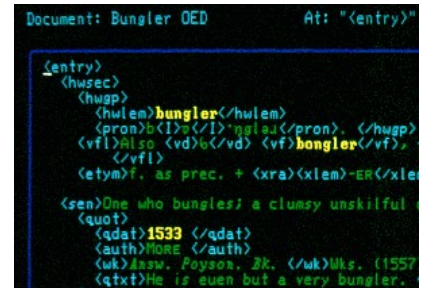 Document: Bungler OED At: "<entry>"
<entry>
<hwsec>
<hwgp>
<hwlem>bungler</hwlem>
<pron>b<I>ʌ</I>ˈŋgləɹ</pron>. </hwgp>
<vfl>Also <vd>6</vd> <vf>bongler</vf>,
</vfl>
<etym>f. as prec. + <xra><xlem>-ER</xlem
<sen>One who bungles; a clumsy unskilful
<quot>
<qdat>1533 </qdat>
<auth>MORE </auth>
<wk>Answ. Poyson. Bk. </wk>Wks. (1557
<qtxt>He is euen but a very bungler.